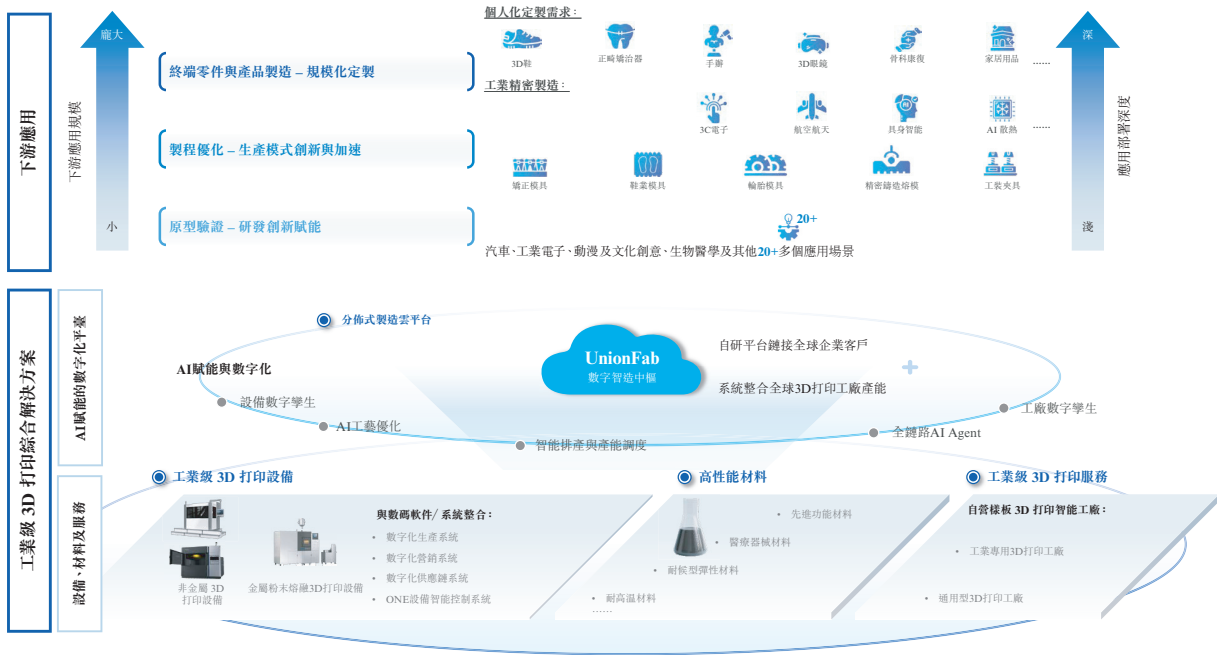 下游應用
下游應用規模
龐大
小
終端零件與產品製造 – 規模化定製
製程優化 – 生產模式創新與加速
原型驗證 – 研發創新賦能
個人化定製需求：
3D鞋
正畸矯治器
手辦
3D眼鏡
骨科康復
家居用品
......
工業精密製造：
3C電子
航空航天
具身智能
AI 散熱
......
矯正模具
鞋業模具
輪胎模具
精密鑄造熔模
工裝夾具
20+
汽車、工業電子、動漫及文化創意、生物醫學及其他20+多個應用場景
深
淺
應用部署深度
工業級 3D 打印綜合解決方案
AI賦能的數字化平臺
分佈式製造雲平台
UnionFab
數字智造中樞
自研平台鏈接全球企業客戶
系統整合全球3D打印工廠產能
AI賦能與數字化
設備數字孿生
AI工藝優化
智能排產與產能調度
全鏈路AI Agent
工廠數字孿生
設備、材料及服務
工業級 3D 打印設備
非金屬 3D
打印設備
金屬粉末熔融3D打印設備
與數碼軟件/ 系統整合：
• 數字化生產系統
• 數字化營銷系統
• 數字化供應鏈系統
• ONE設備智能控制系統
高性能材料
• 先進功能材料
• 醫療器械材料
• 耐候型彈性材料
• 耐高溫材料
......
工業級 3D 打印服務
自營樣板 3D 打印智能工廠：
• 工業專用3D打印工廠
• 通用型3D打印工廠